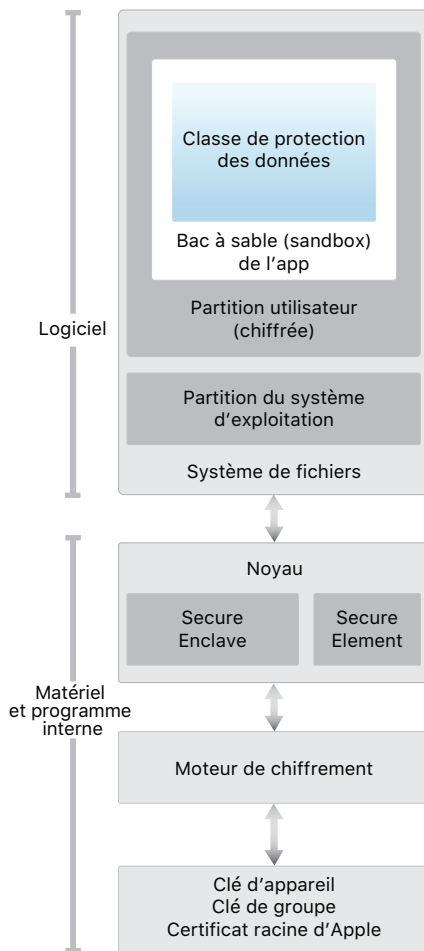 Classe de protection
des données
Bac à sable (sandbox)
de l’app
Partition utilisateur
(chiffrée)
Logiciel
Partition du système
d’exploitation
Système de fichiers
Noyau
Secure
Enclave
Secure
Element
Matériel
et programme
interne
Moteur de chiffrement
Clé d’appareil
Clé de groupe
Certificat racine d’Apple